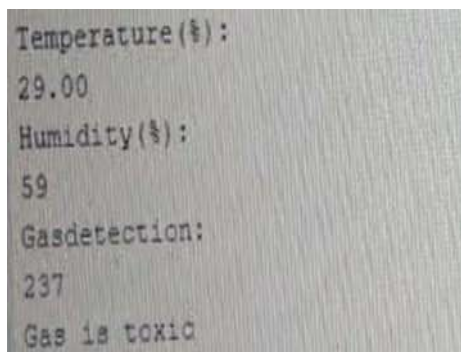 Temperature(%):
29.00
Humidity(%):
59
Gasdetection:
237
Gas is toxic